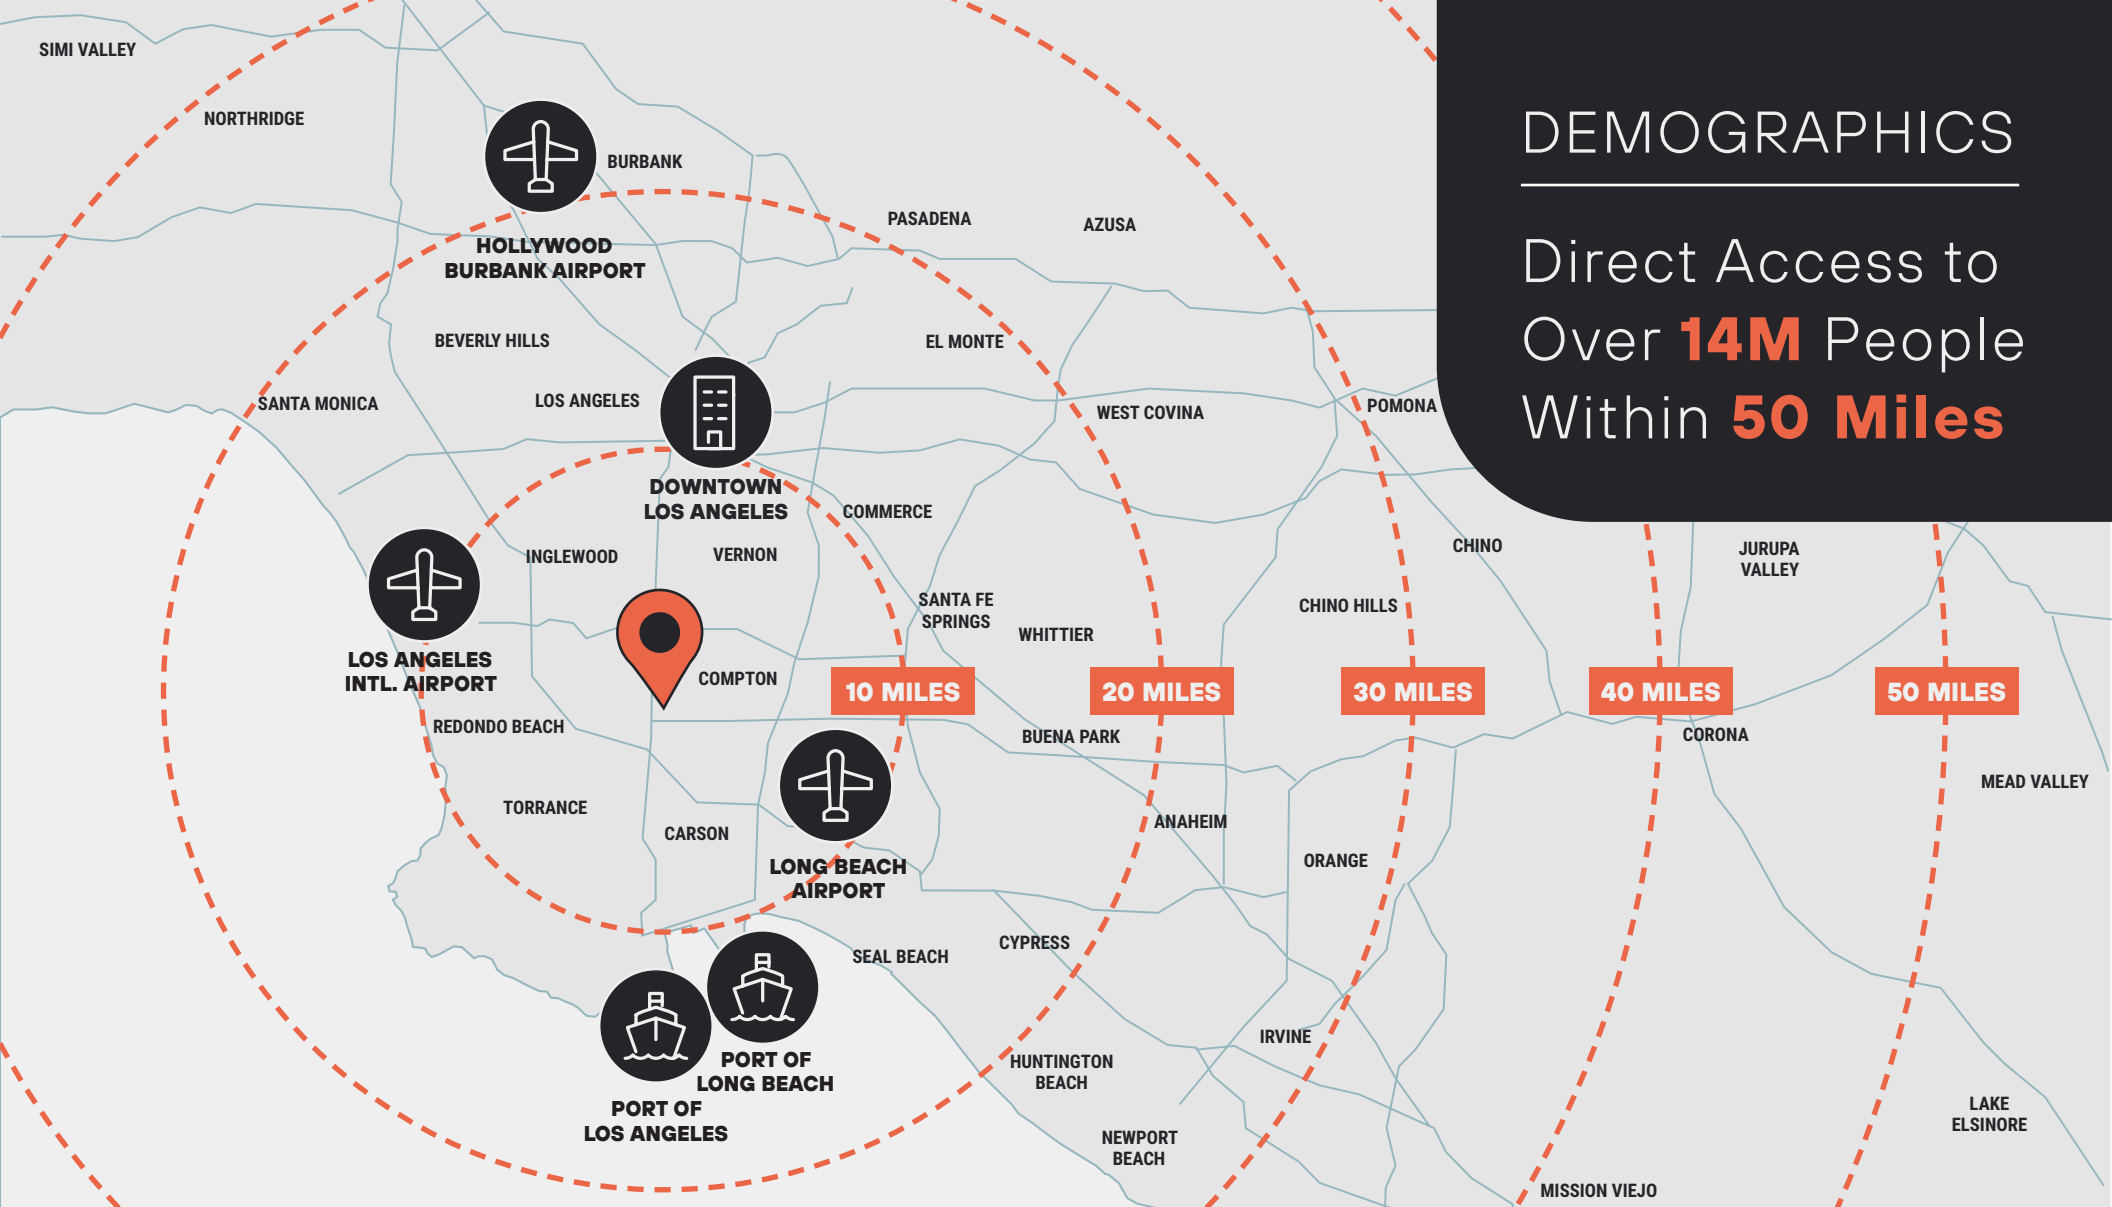 DEMOGRAPHICS
Direct Access to
Over 14M People
Within 50 Miles
SIMI VALLEY
NORTHRIDGE
BURBANK
HOLLYWOOD
BURBANK AIRPORT
PASADENA
AZUSA
BEVERLY HILLS
EL MONTE
SANTA MONICA
LOS ANGELES
WEST COVINA
POMONA
DOWNTOWN
LOS ANGELES
COMMERCE
INGLEWOOD
VERNON
CHINO
JURUPA
VALLEY
SANTA FE
SPRINGS
WHITTIER
CHINO HILLS
LOS ANGELES
INTL. AIRPORT
COMPTON
10 MILES
20 MILES
30 MILES
40 MILES
50 MILES
REDONDO BEACH
BUENA PARK
CORONA
MEAD VALLEY
TORRANCE
CARSON
ANAHEIM
ORANGE
LONG BEACH
AIRPORT
SEAL BEACH
CYPRESS
IRVINE
PORT OF
LONG BEACH
HUNTINGTON
BEACH
PORT OF
LOS ANGELES
LAKE
ELSINORE
NEWPORT
BEACH
MISSION VIEJO